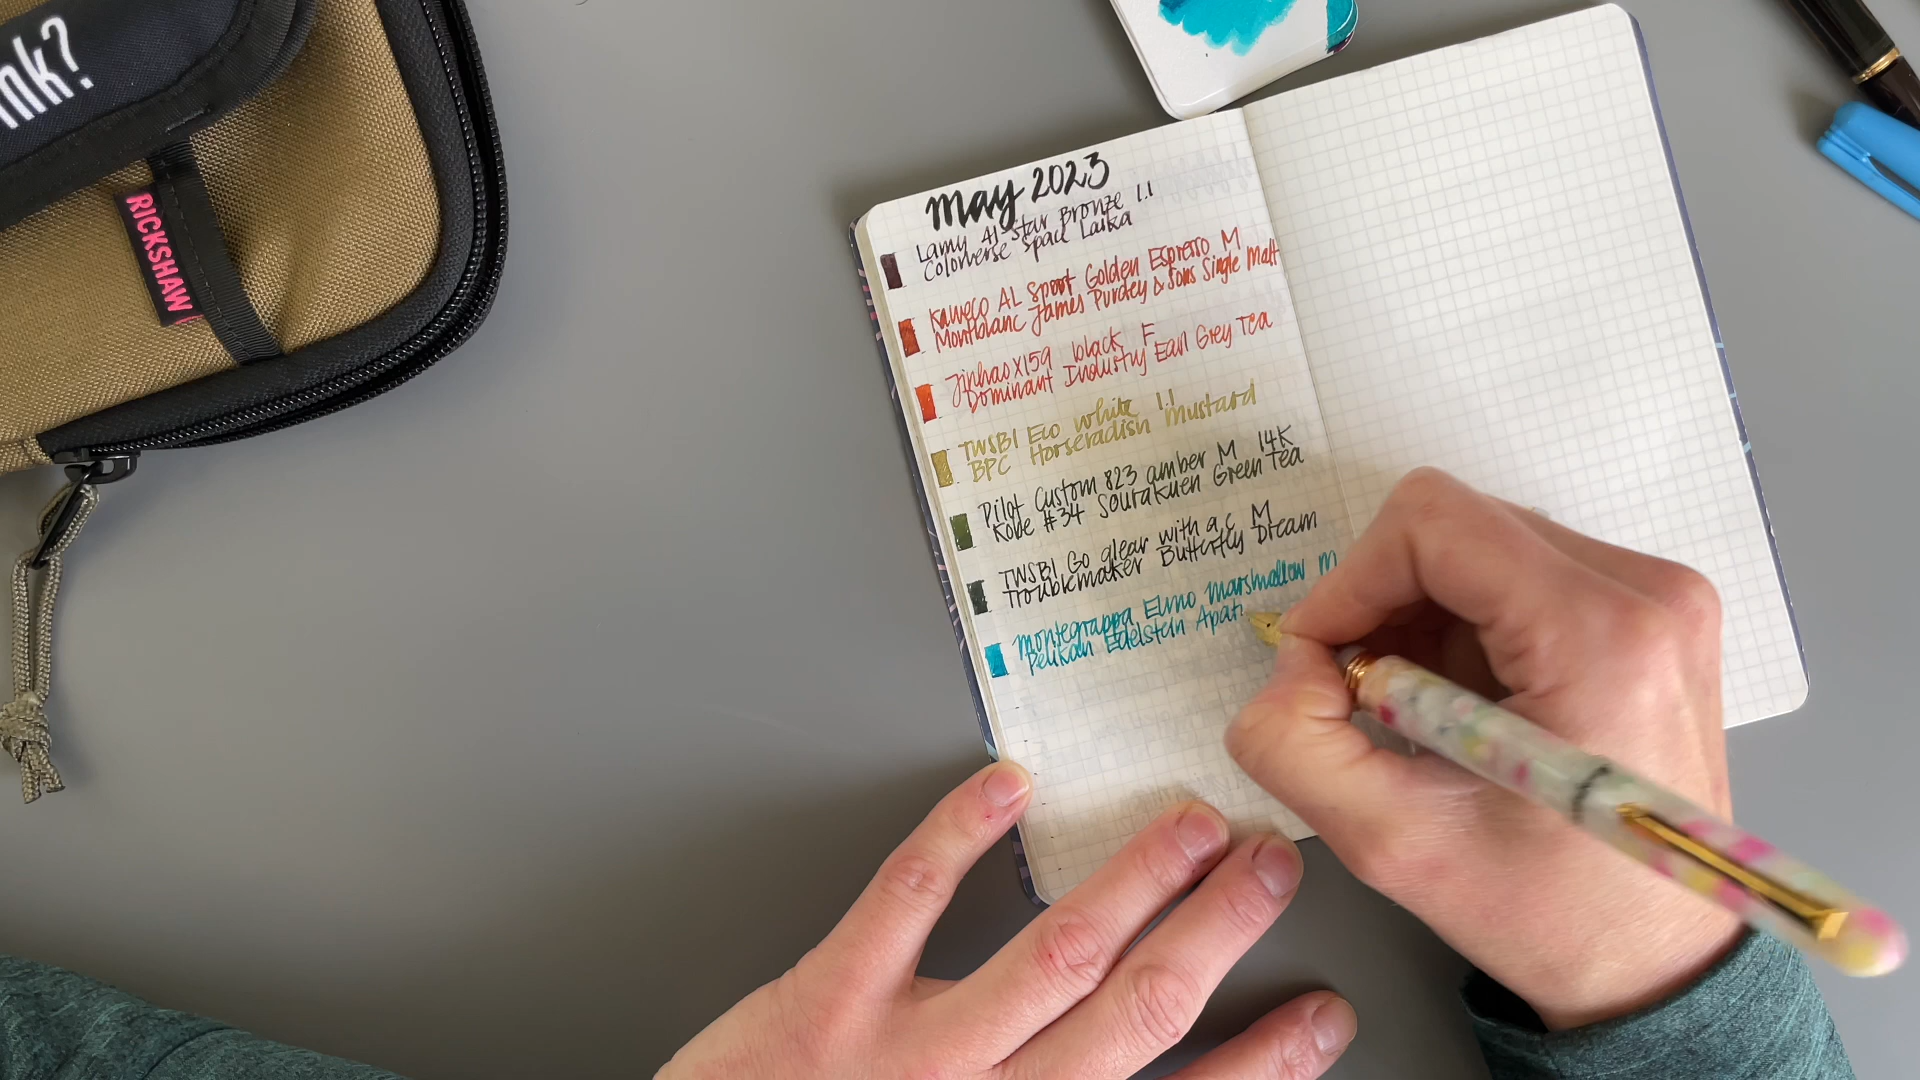 ink?
RICKSHAW
May 2023
Lamy Al-Star Bronze 1.1
Colorverse Space Laika
Kaweco AL Sport Golden Espresso M
Montblanc James Purdey & Sons Single Malt
Jinhao X159 black F
Dominant Industry Earl Grey Tea
TWSBI Eco white 1.1
BPC Horseradish Mustard
Pilot Custom 823 amber M 14K
Kobe #34 Sourakuen Green Tea
TWSBI Go glear with a,c M
Troublemaker Butterfly Dream
Montegrappa Elmo Marshmallow M
Pelikan Edelstein Apati